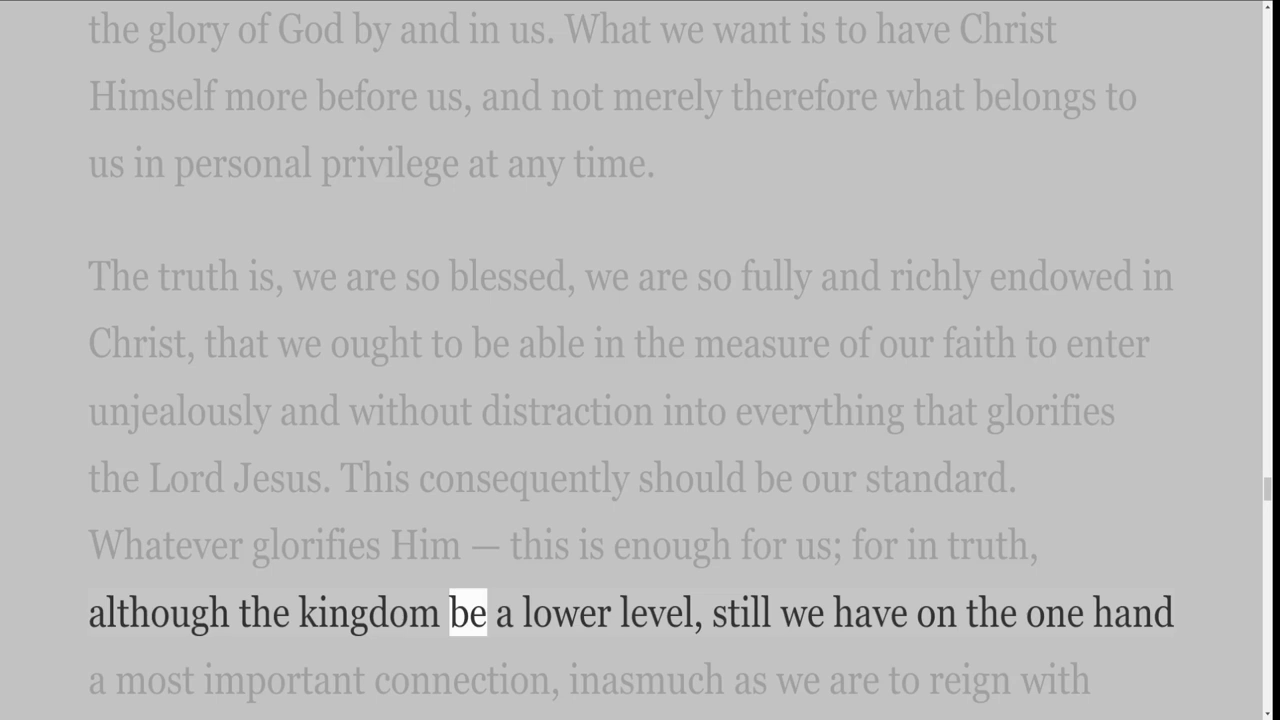 the glory of God by and in us. What we want is to have Christ
Himself more before us, and not merely therefore what belongs to
us in personal privilege at any time.
The truth is, we are so blessed, we are so fully and richly endowed in
Christ, that we ought to be able in the measure of our faith to enter
unjealously and without distraction into everything that glorifies
the Lord Jesus. This consequently should be our standard.
Whatever glorifies Him — this is enough for us; for in truth,
although the kingdom be a lower level, still we have on the one hand
a most important connection, inasmuch as we are to reign with